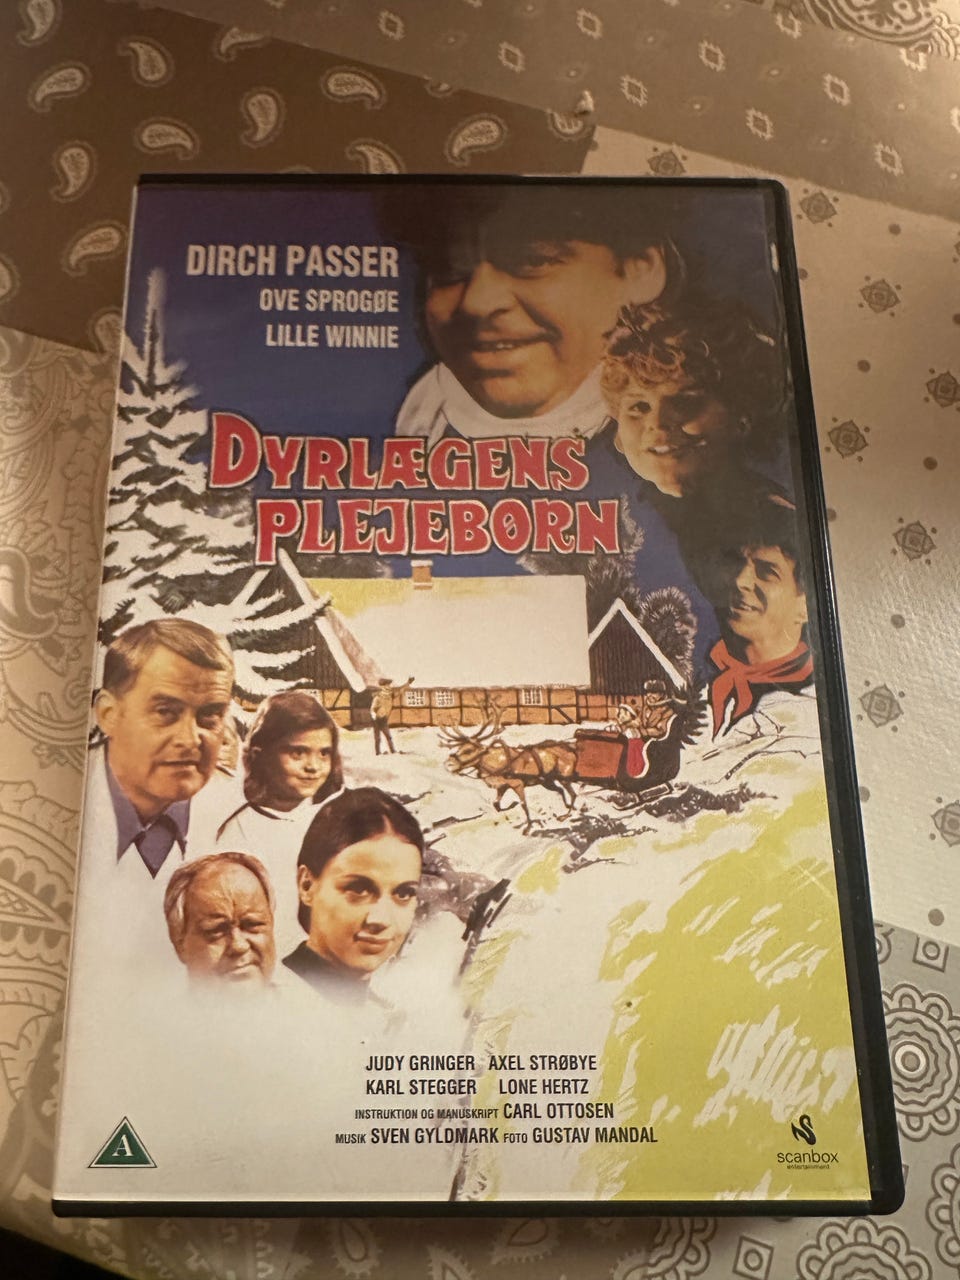 DIRCH PASSER
OVE SPROGØE
LILLE WINNIE
DYRLÆGENS
PLEJEBØRN
JUDY GRINGER AXEL STRØBYE
KARL STEGGER LONE HERTZ
INSTRUKTION OG MANUSKRIPT CARL OTTOSEN
MUSIK SVEN GYLDMARK FOTO GUSTAV MANDAL
A
scanbox
entertainment